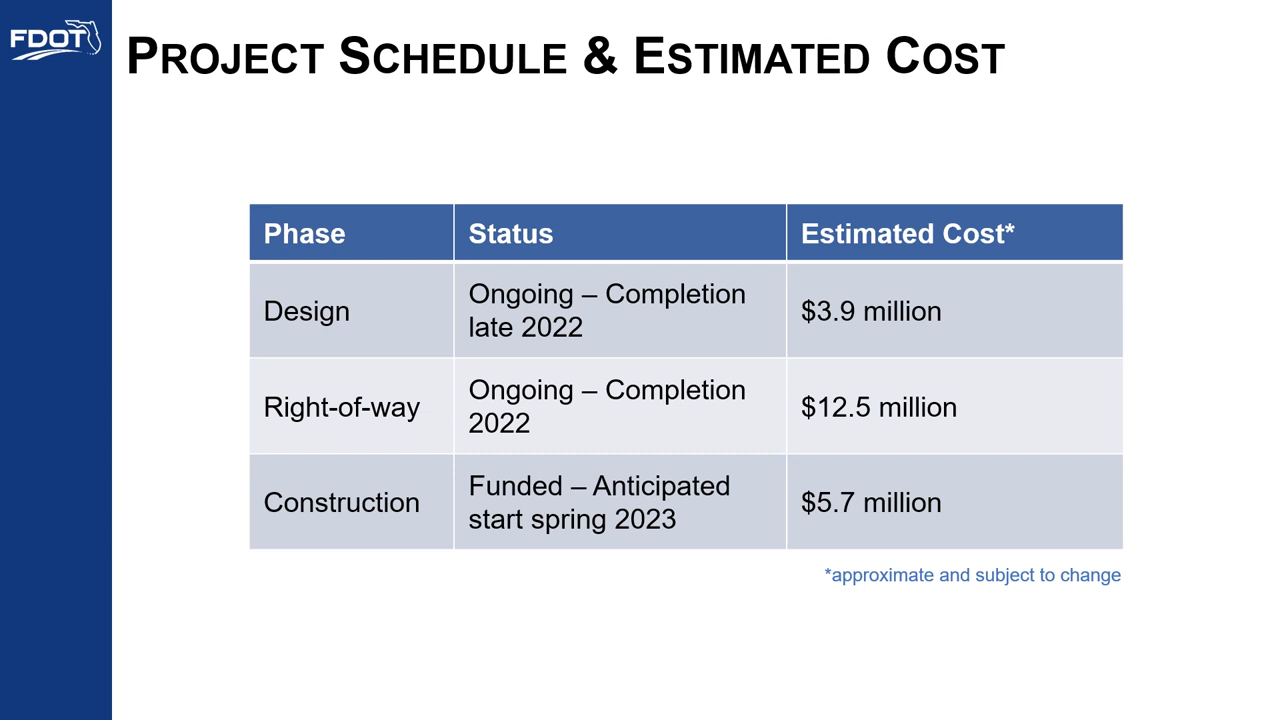 FDOT
PROJECT SCHEDULE & ESTIMATED COST
Phase
Status
Estimated Cost*
Design
Ongoing – Completion
late 2022
$3.9 million
Right-of-way
Ongoing – Completion
2022
$12.5 million
Construction
Funded – Anticipated
start spring 2023
$5.7 million
*approximate and subject to change